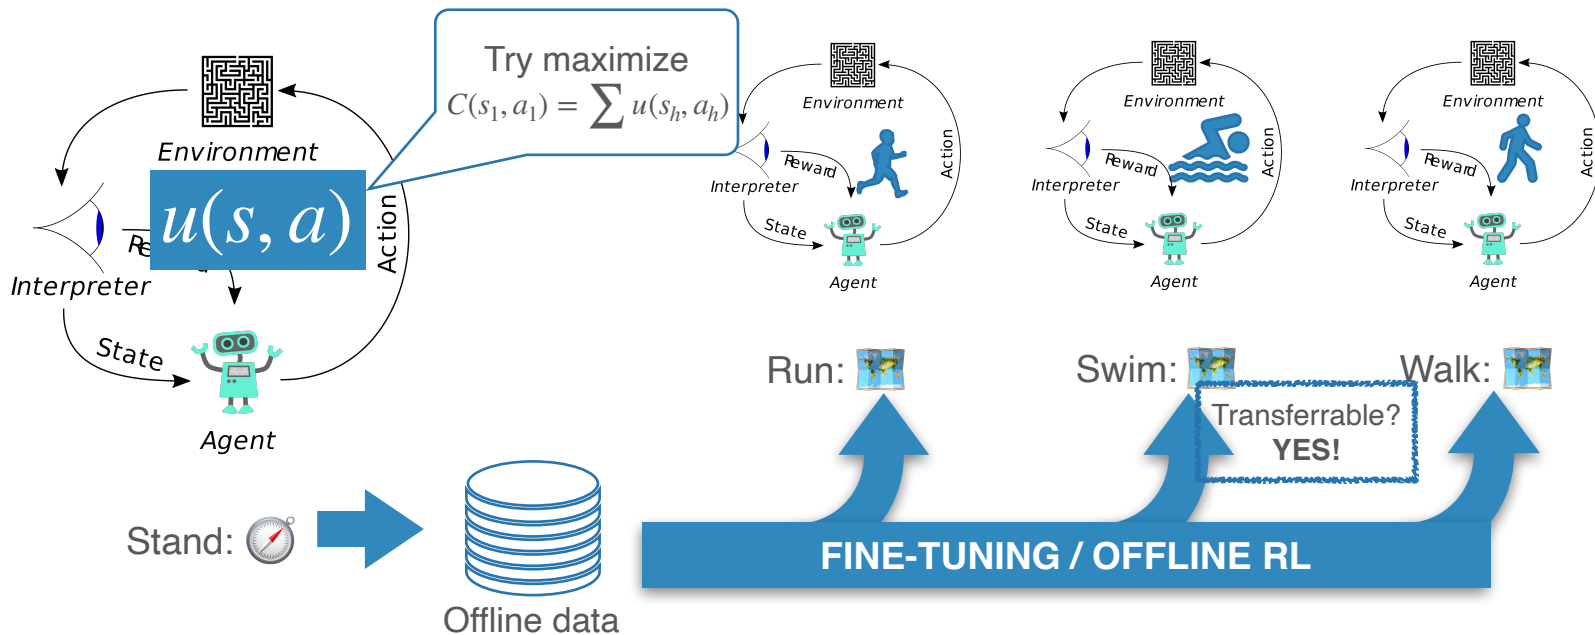 Try maximize
C(s₁, a₁) = ∑ u(sₕ, aₕ)
Environment
u(s, a)
Re
Interpreter
Action
State
Agent
Environment
Reward
Interpreter
Action
State
Agent
Environment
Reward
Interpreter
Action
State
Agent
Environment
Reward
Interpreter
Action
State
Agent
Run:
Swim:
Walk:
Transferrable?
YES!
Stand:
Offline data
FINE-TUNING / OFFLINE RL